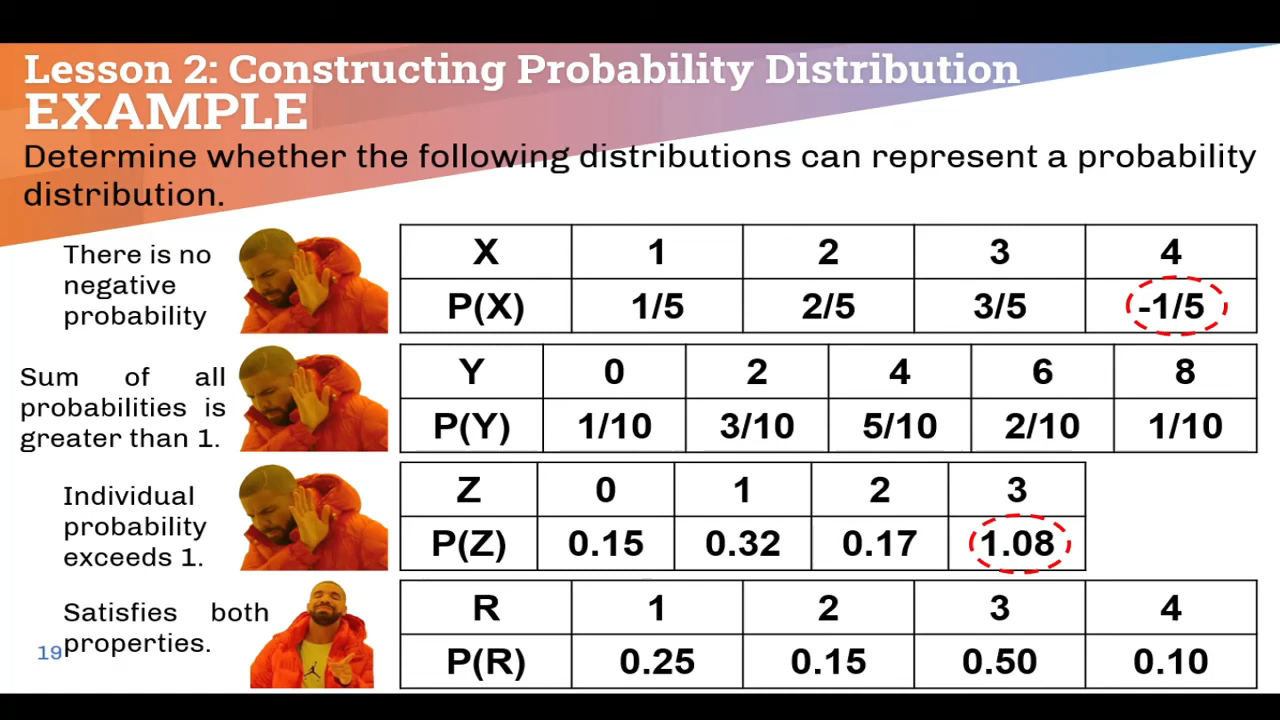 Lesson 2: Constructing Probability Distribution
EXAMPLE
Determine whether the following distributions can represent a probability
distribution.
There is no
negative
probability
X 1 2 3 4
P(X) 1/5 2/5 3/5 -1/5
Sum of all
probabilities is
greater than 1.
Y 0 2 4 6 8
P(Y) 1/10 3/10 5/10 2/10 1/10
Individual
probability
exceeds 1.
Z 0 1 2 3
P(Z) 0.15 0.32 0.17 1.08
Satisfies both
properties.
R 1 2 3 4
P(R) 0.25 0.15 0.50 0.10
19